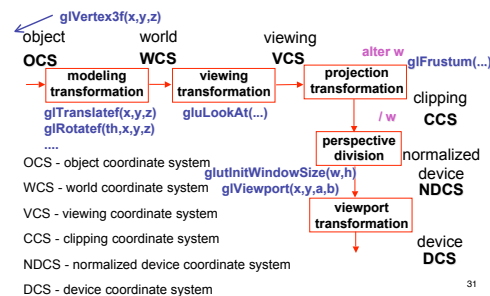 glVertex3f(x,y,z)
object
OCS
world
WCS
viewing
VCS
alter w
glFrustum(...)
modeling
transformation
viewing
transformation
projection
transformation
glTranslatef(x,y,z)
glRotatef(th,x,y,z)
....
gluLookAt(...)
clipping
CCS
/ w
perspective
division
normalized
device
NDCS
glutInitWindowSize(w,h)
glViewport(x,y,a,b)
viewport
transformation
device
DCS
OCS - object coordinate system
WCS - world coordinate system
VCS - viewing coordinate system
CCS - clipping coordinate system
NDCS - normalized device coordinate system
DCS - device coordinate system
31